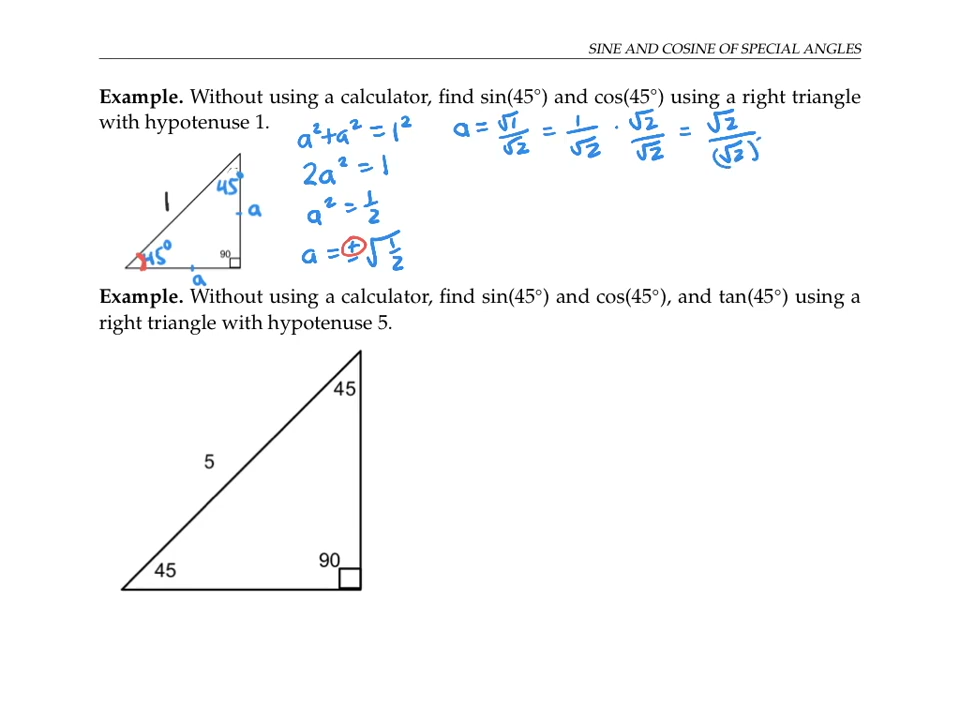 SINE AND COSINE OF SPECIAL ANGLES
Example. Without using a calculator, find sin(45°) and cos(45°) using a right triangle
with hypotenuse 1.
a² + a² = 1²
a = √1/√2 = 1/√2 · √2/√2 = √2/(√2)
2a² = 1
a² = 1/2
a = ±√(1/2)
45°
1
a
45°
90
a
Example. Without using a calculator, find sin(45°) and cos(45°), and tan(45°) using a
right triangle with hypotenuse 5.
45
5
90
45